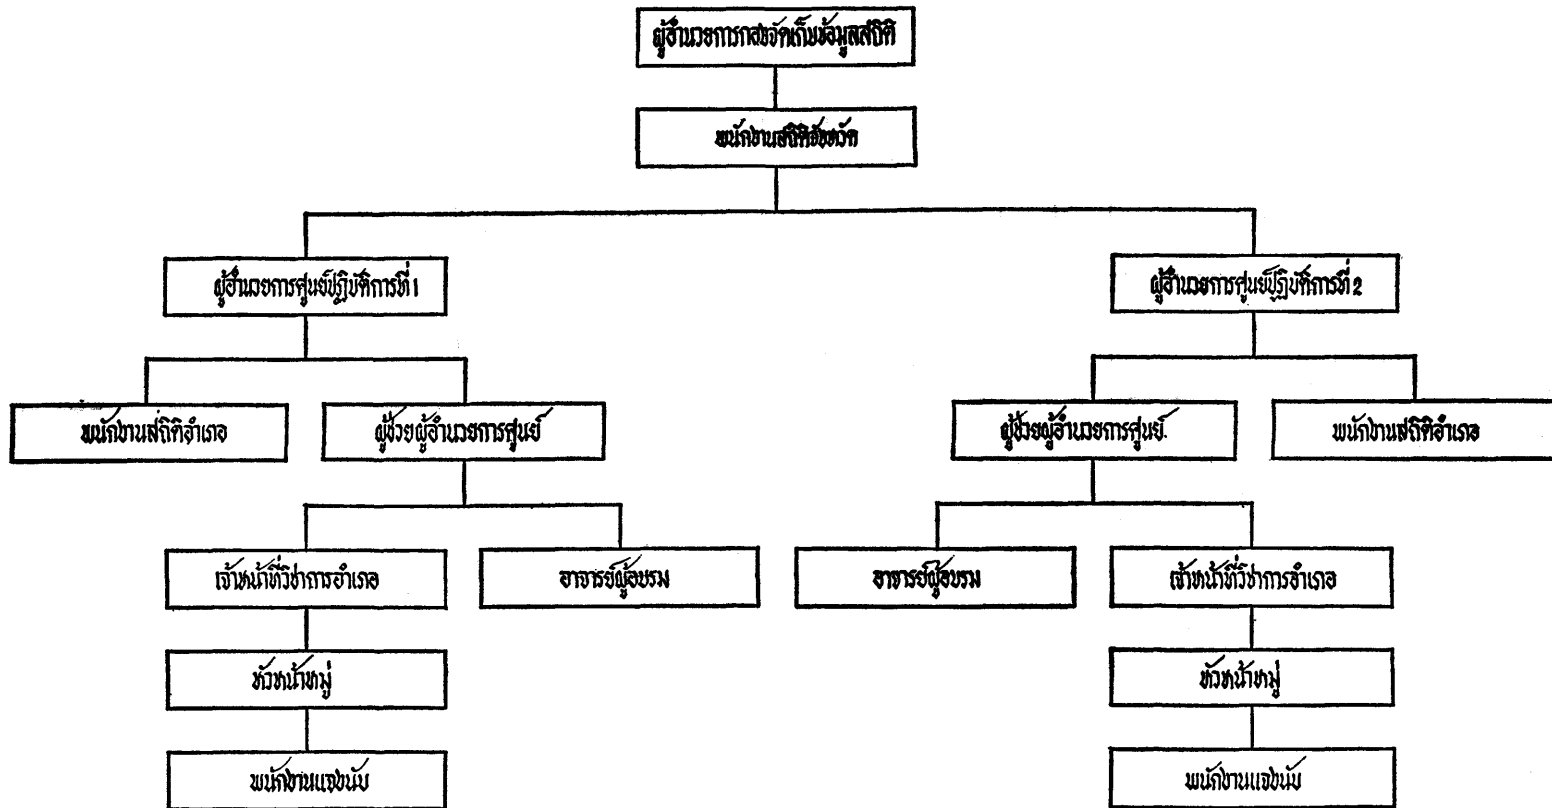 ผู้อำนวยการกองจัดเก็บข้อมูลสถิติ
พนักงานสถิติจังหวัด
ผู้อำนวยการศูนย์ปฏิบัติการที่ 1
ผู้อำนวยการศูนย์ปฏิบัติการที่ 2
พนักงานสถิติอำเภอ
ผู้ช่วยผู้อำนวยการศูนย์
ผู้ช่วยผู้อำนวยการศูนย์
พนักงานสถิติอำเภอ
เจ้าหน้าที่วิชาการอำเภอ
อาจารย์ผู้อบรม
อาจารย์ผู้อบรม
เจ้าหน้าที่วิชาการอำเภอ
หัวหน้าหมู่
หัวหน้าหมู่
พนักงานแจงนับ
พนักงานแจงนับ